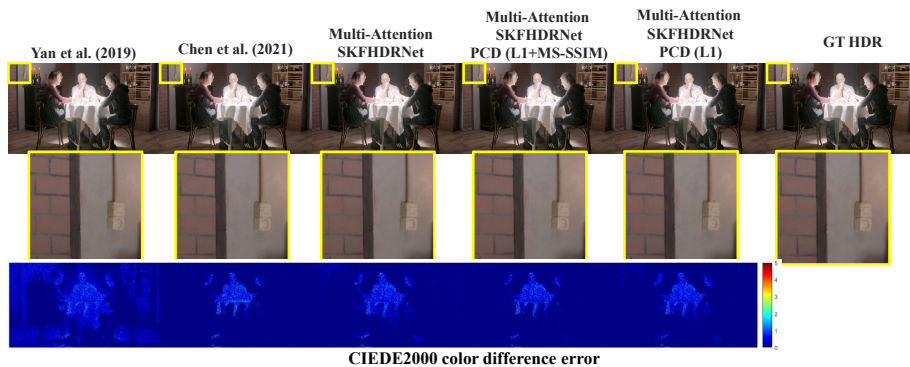 Yan et al. (2019)
Chen et al. (2021)
Multi-Attention
SKFHDRNet
Multi-Attention
SKFHDRNet
PCD (L1+MS-SSIM)
Multi-Attention
SKFHDRNet
PCD (L1)
GT HDR
5
4
3
2
1
0
CIEDE2000 color difference error